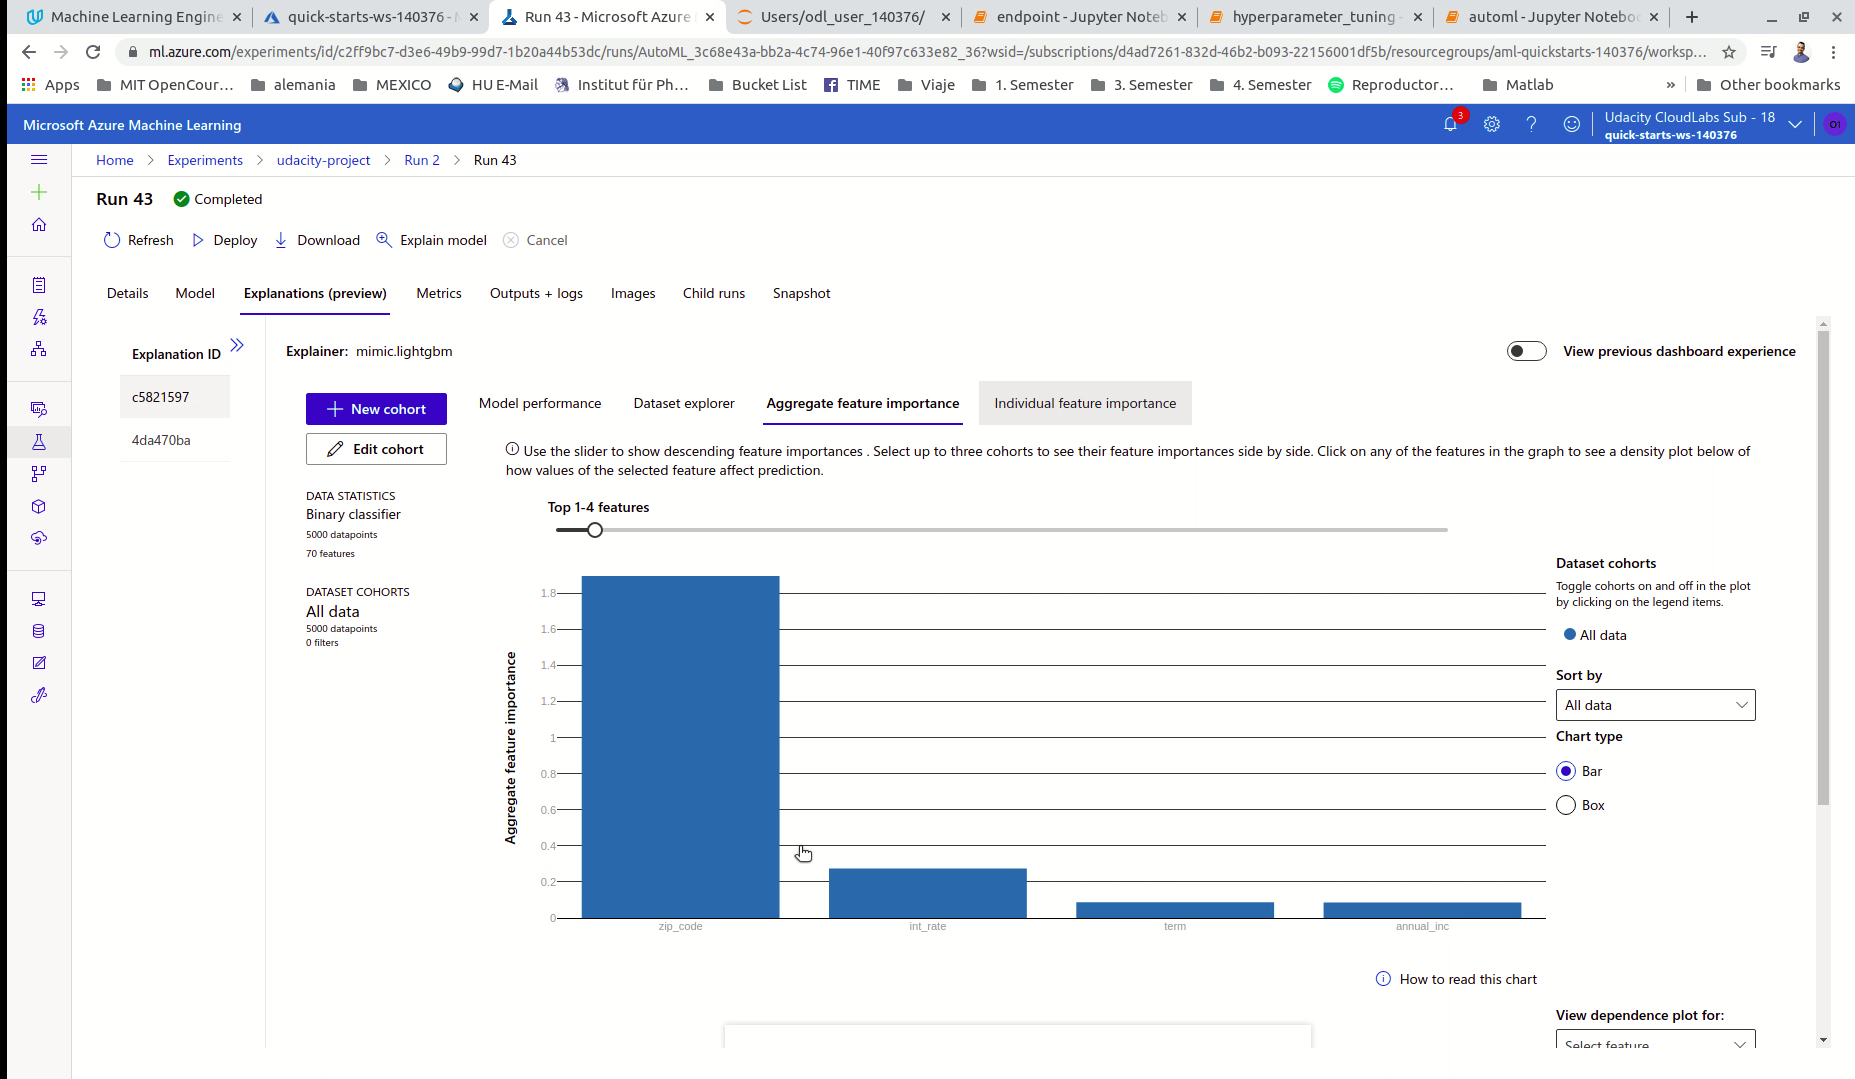 Machine Learning Engine
quick-starts-ws-140376 - M
Run 43 - Microsoft Azure
Users/odl_user_140376/
endpoint - Jupyter Noteb
hyperparameter_tuning -
automl - Jupyter Notebo
ml.azure.com/experiments/id/c2ff9bc7-d3e6-49b9-99d7-1b20a44b53dc/runs/AutoML_3c68e43a-bb2a-4c74-96e1-40f97c633e82_36?wsid=/subscriptions/d4ad7261-832d-46b2-b093-22156001df5b/resourcegroups/aml-quickstarts-140376/worksp...
Apps
MIT OpenCour...
alemania
MEXICO
HU E-Mail
Institut für Ph...
Bucket List
TIME
Viaje
1. Semester
3. Semester
4. Semester
Reproductor...
Matlab
»
Other bookmarks
Microsoft Azure Machine Learning
3
Udacity CloudLabs Sub - 18
quick-starts-ws-140376
O1
Home > Experiments > udacity-project > Run 2 > Run 43
Run 43
Completed
Refresh
Deploy
Download
Explain model
Cancel
Details
Model
Explanations (preview)
Metrics
Outputs + logs
Images
Child runs
Snapshot
Explanation ID
c5821597
4da470ba
Explainer: mimic.lightgbm
View previous dashboard experience
New cohort
Edit cohort
DATA STATISTICS
Binary classifier
5000 datapoints
70 features
DATASET COHORTS
All data
5000 datapoints
0 filters
Model performance
Dataset explorer
Aggregate feature importance
Individual feature importance
Use the slider to show descending feature importances . Select up to three cohorts to see their feature importances side by side. Click on any of the features in the graph to see a density plot below of
how values of the selected feature affect prediction.
Top 1-4 features
Aggregate feature importance
1.8
1.6
1.4
1.2
1
0.8
0.6
0.4
0.2
0
zip_code
int_rate
term
annual_inc
How to read this chart
Dataset cohorts
Toggle cohorts on and off in the plot
by clicking on the legend items.
All data
Sort by
All data
Chart type
Bar
Box
View dependence plot for:
Select feature